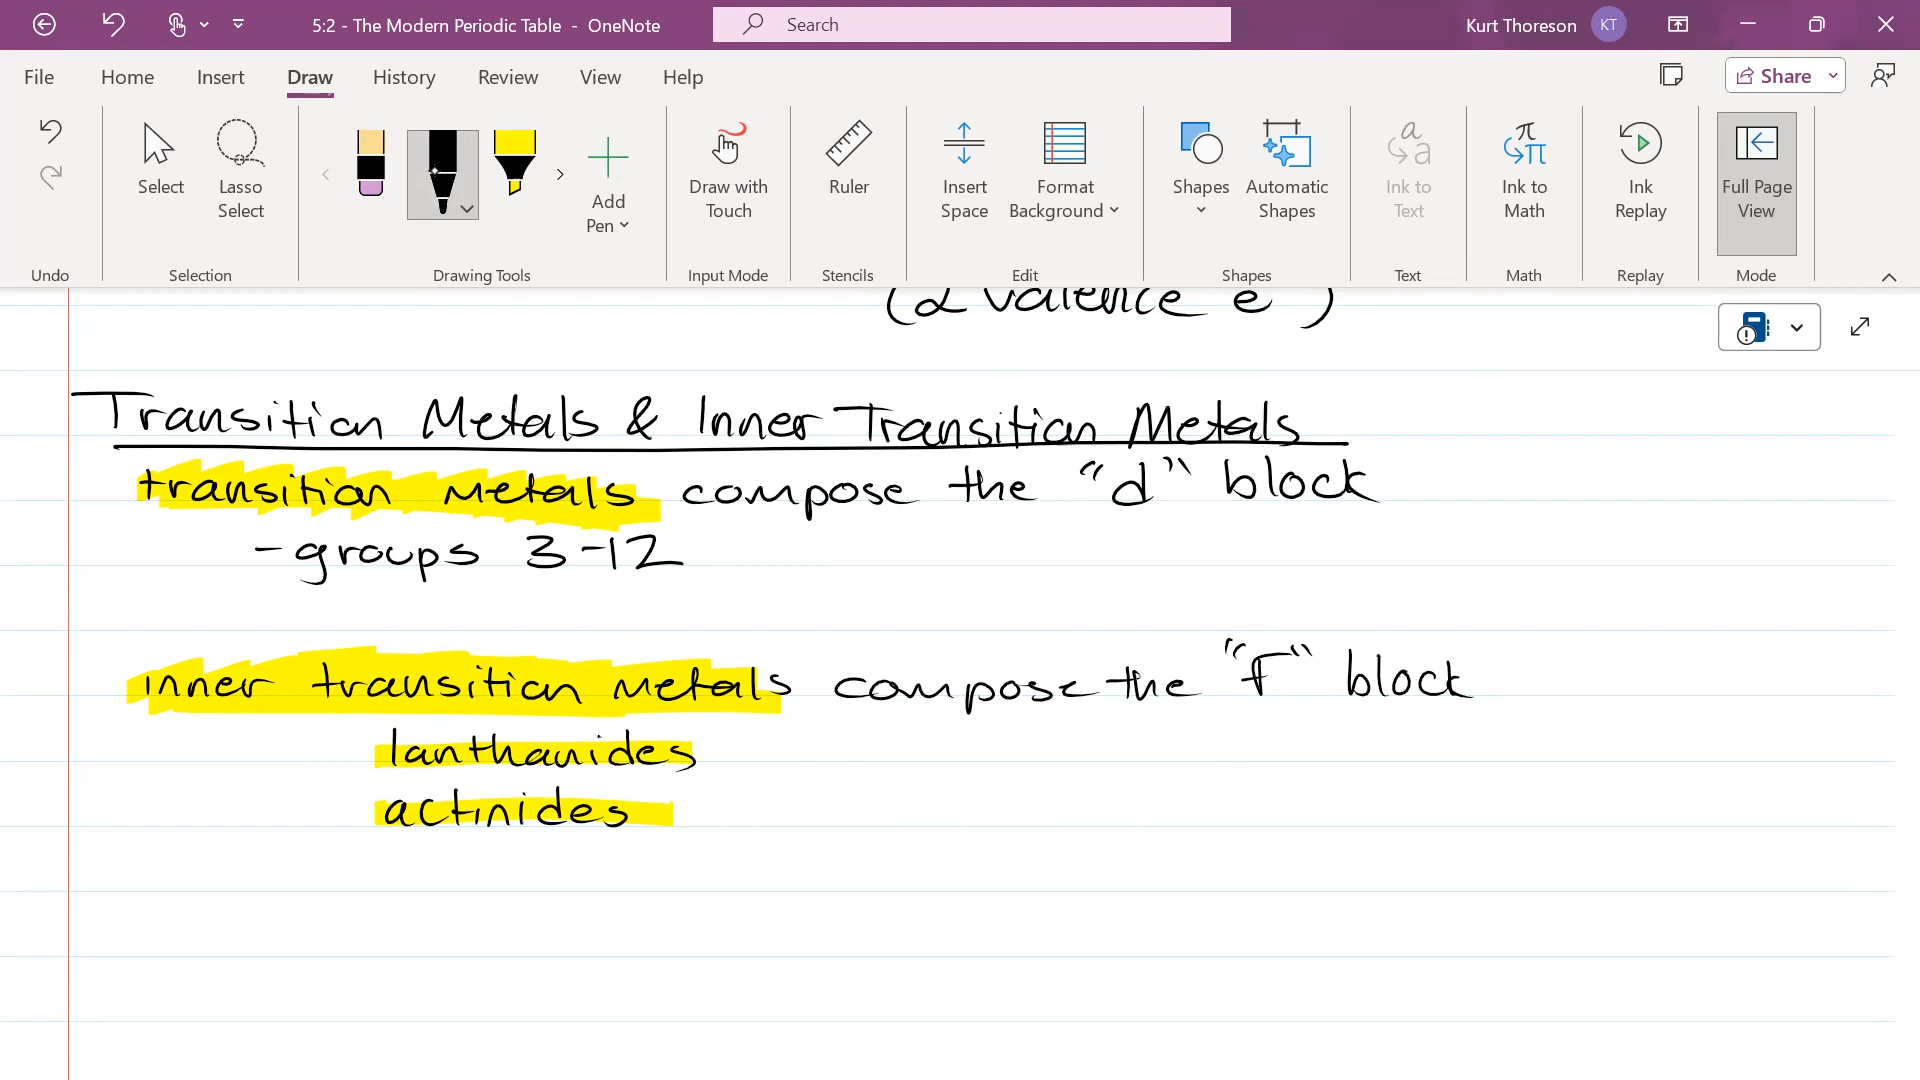 5:2 - The Modern Periodic Table - OneNote
Search
Kurt Thoreson KT
File Home Insert Draw History Review View Help
Share
Select
Lasso Select
Add Pen
Draw with Touch
Ruler
Insert Space
Format Background
Shapes
Automatic Shapes
a
a
Ink to Text
π
π
Ink to Math
Ink Replay
Full Page View
Undo Selection Drawing Tools Input Mode Stencils Edit Shapes Text Math Replay Mode
(2 valence e )
Transition Metals & Inner Transition Metals
transition metals compose the "d" block
- groups 3-12
inner transition metals compose the "f" block
lanthanides
actinides